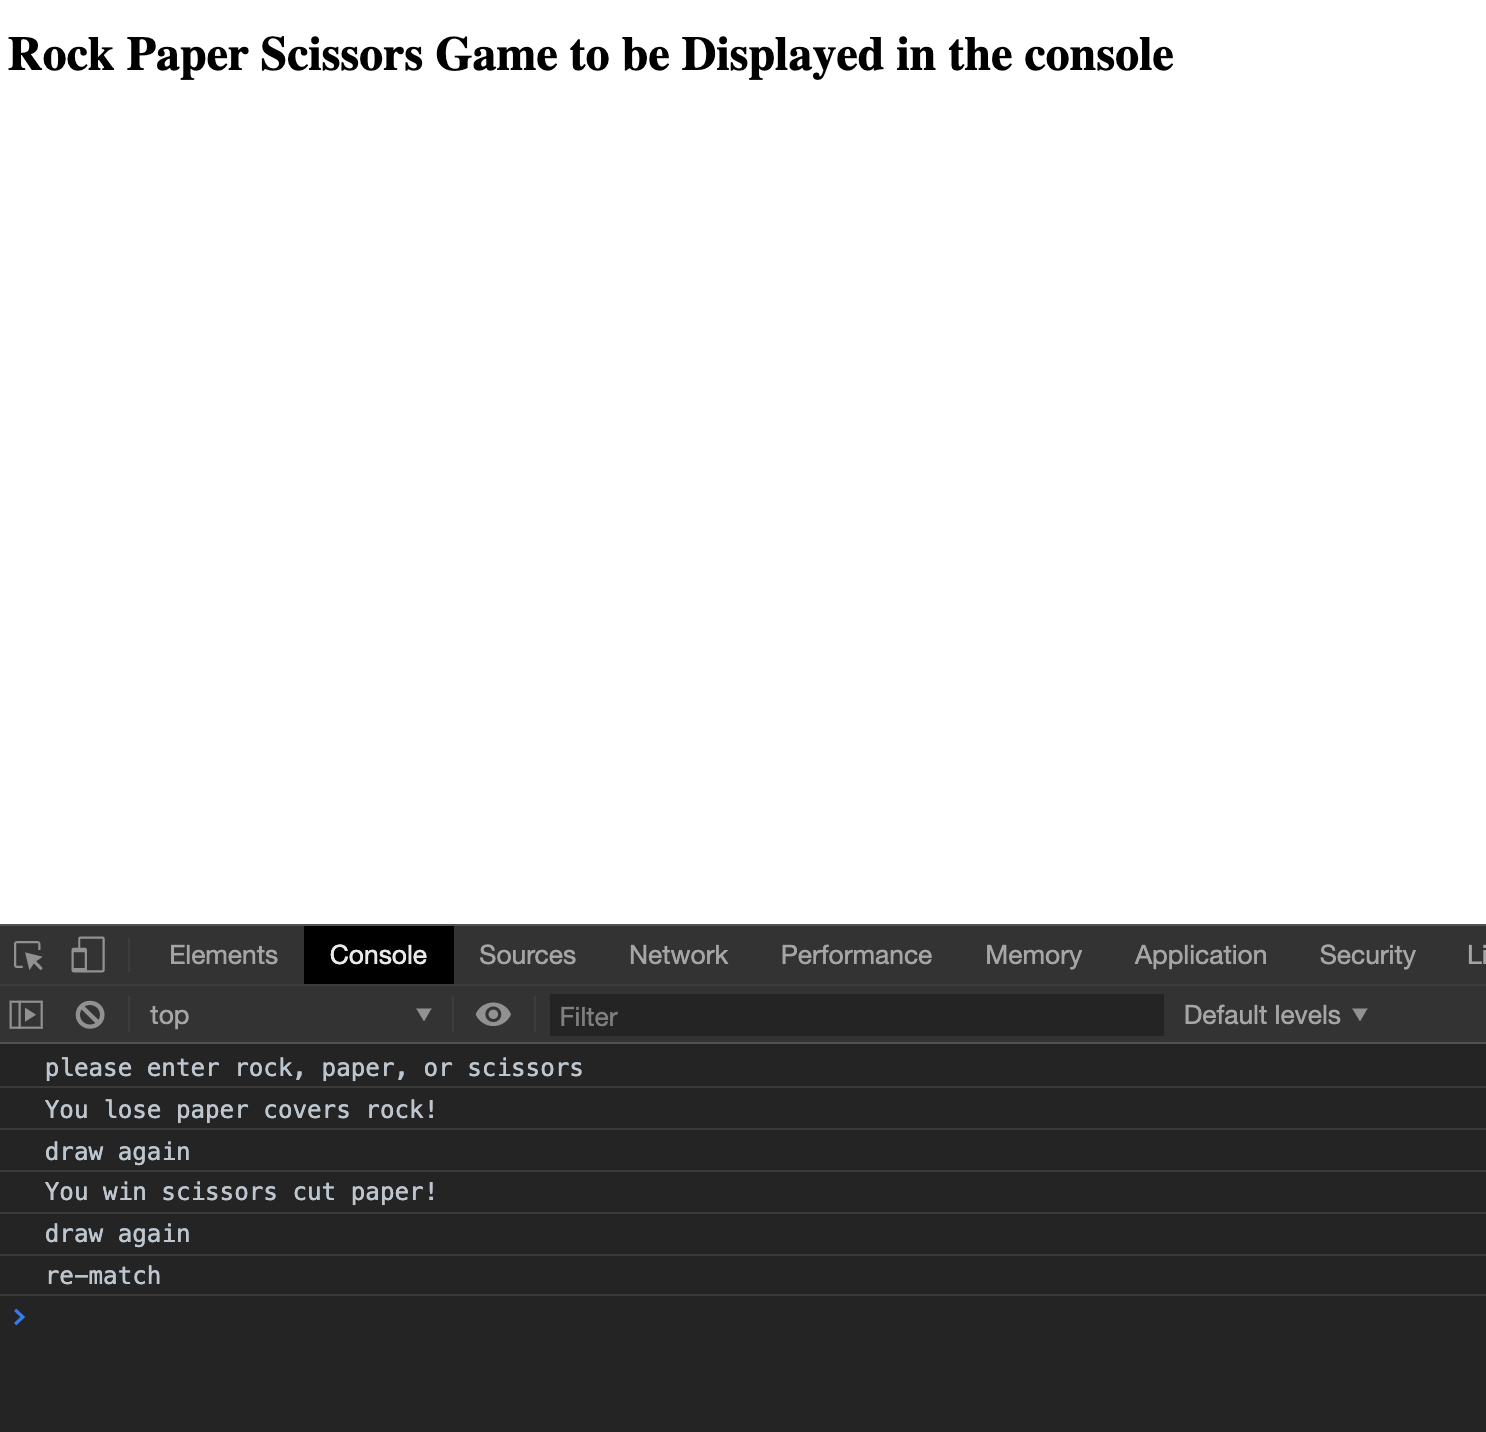 Rock Paper Scissors Game to be Displayed in the console
Elements Console Sources Network Performance Memory Application Security Li
top Filter Default levels
please enter rock, paper, or scissors
You lose paper covers rock!
draw again
You win scissors cut paper!
draw again
re-match